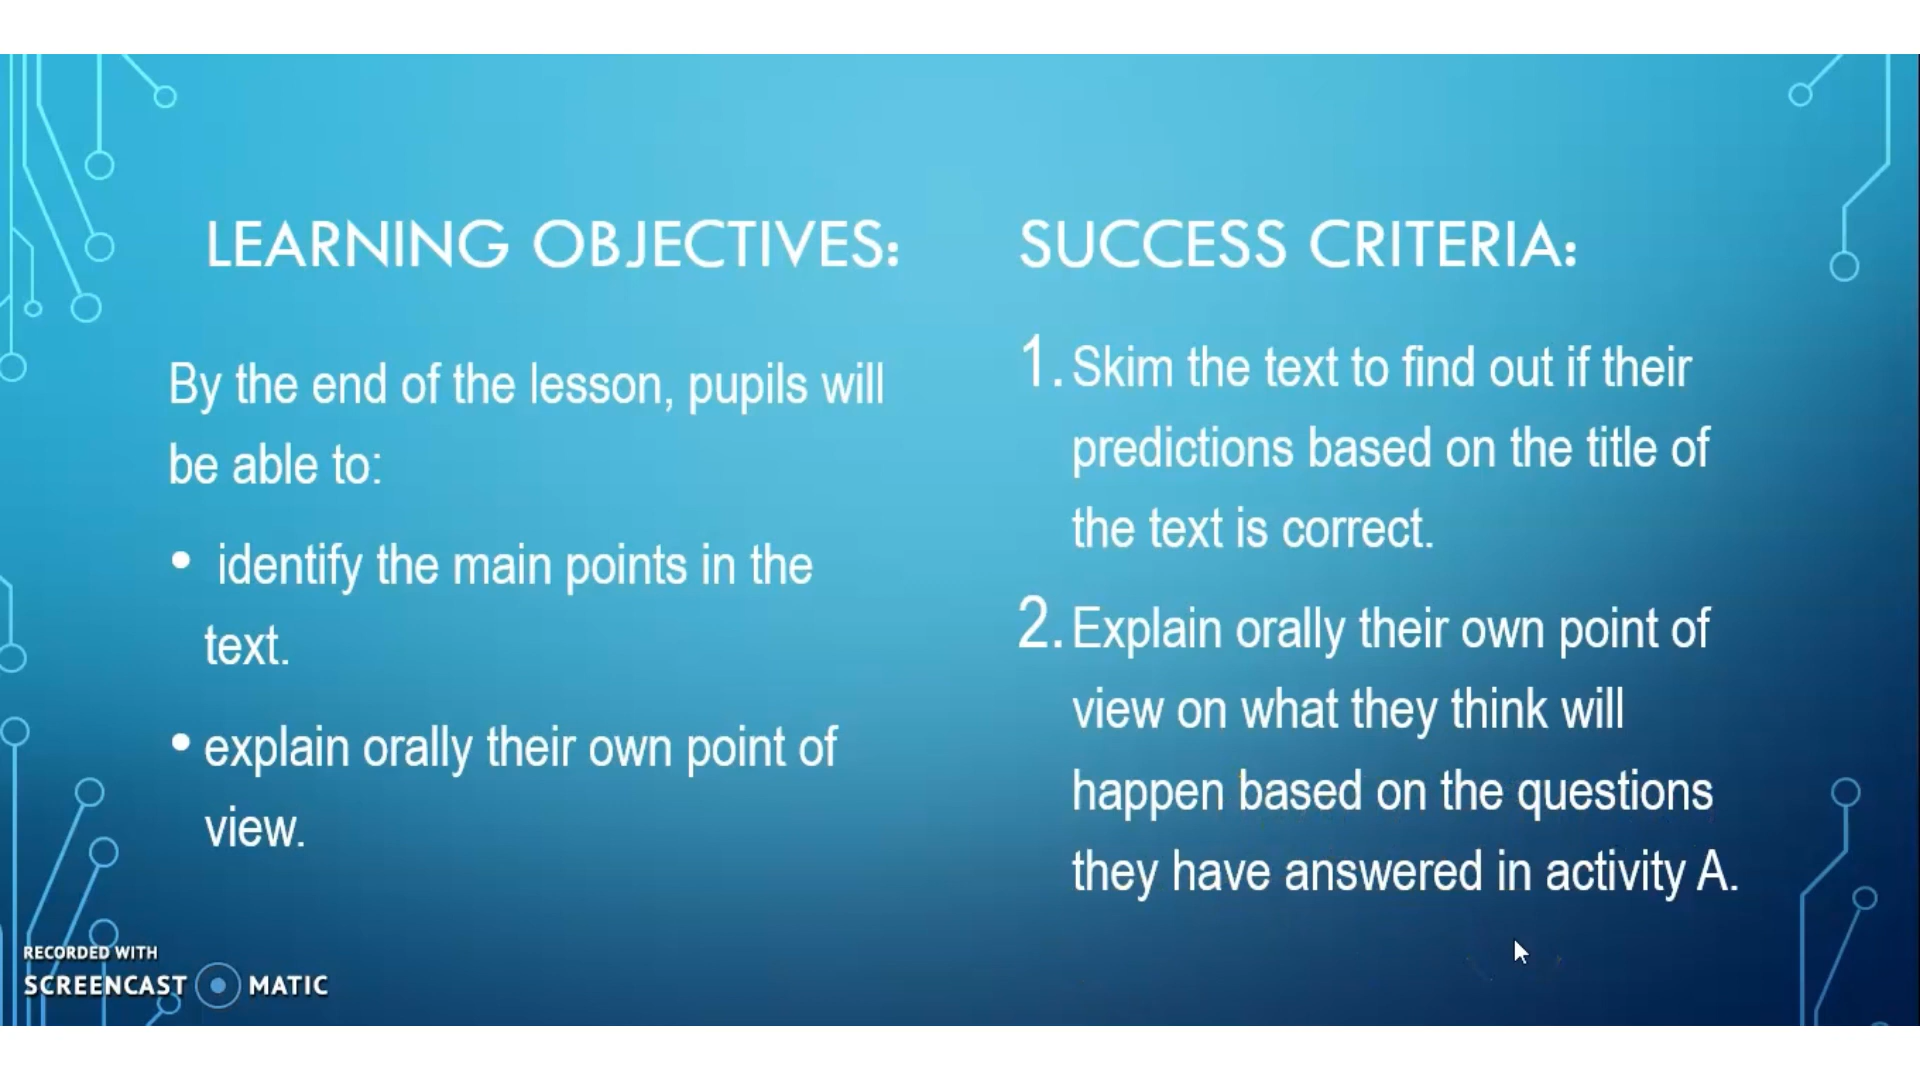 LEARNING OBJECTIVES:
By the end of the lesson, pupils will
be able to:
• identify the main points in the
text.
• explain orally their own point of
view.
SUCCESS CRITERIA:
1. Skim the text to find out if their
predictions based on the title of
the text is correct.
2. Explain orally their own point of
view on what they think will
happen based on the questions
they have answered in activity A.
RECORDED WITH
SCREENCAST MATIC